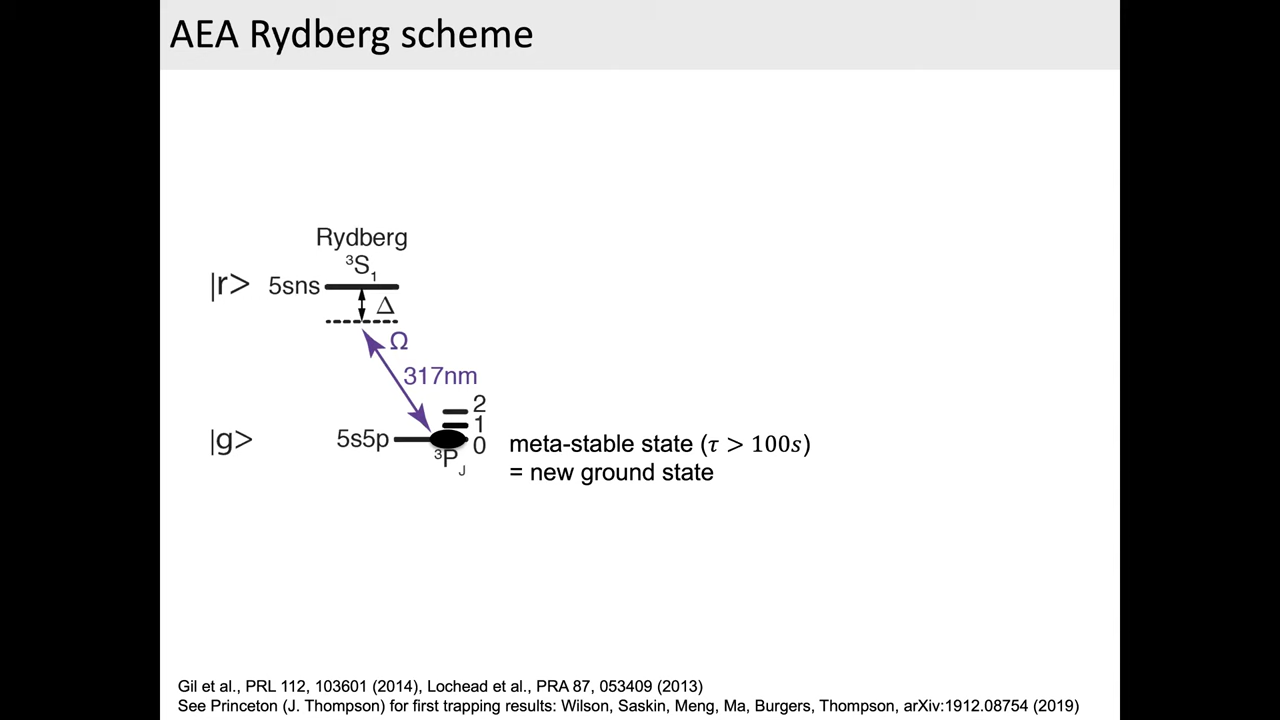 AEA Rydberg scheme
Rydberg
³S₁
|r> 5sns
Δ
Ω
317nm
2
1
|g> 5s5p 0
³P_J
meta-stable state (τ > 100s)
= new ground state
Gil et al., PRL 112, 103601 (2014), Lochead et al., PRA 87, 053409 (2013)
See Princeton (J. Thompson) for first trapping results: Wilson, Saskin, Meng, Ma, Burgers, Thompson, arXiv:1912.08754 (2019)